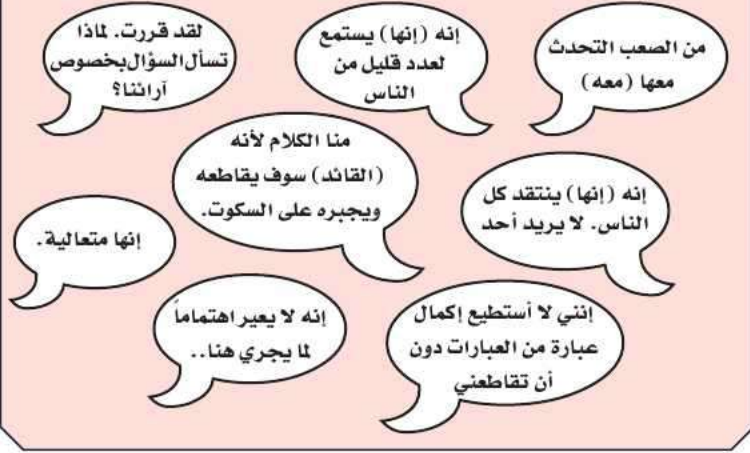 من الصعب التحدث
معها (معه)
إنه (إنها) يستمع
لعدد قليل من
الناس
لقد قررت. لماذا
تسأل السؤال بخصوص
آرائنا؟
إنه (إنها) ينتقد كل
الناس. لا يريد أحد
منا الكلام لأنه
(القائد) سوف يقاطعه
ويجبره على السكوت.
إنها متعالية.
إنني لا أستطيع إكمال
عبارة من العبارات دون
أن تقاطعني
إنه لا يعير اهتماماً
لما يجري هنا..